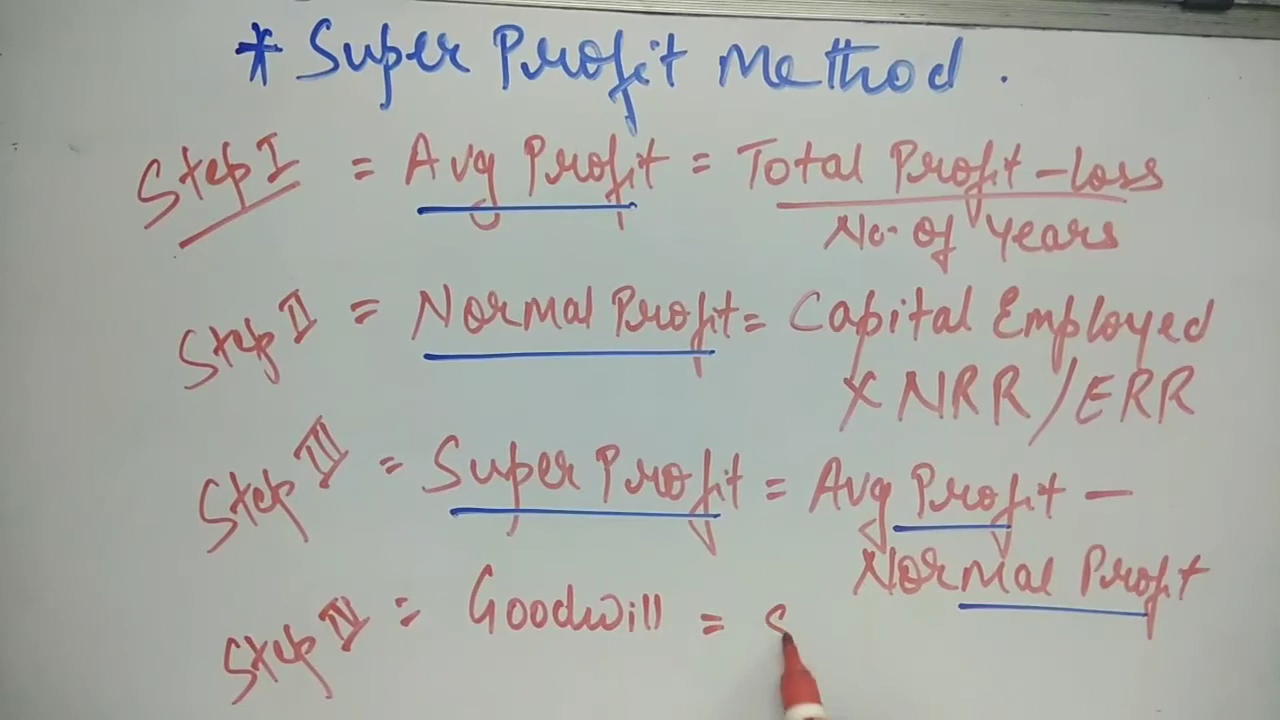 * Super Profit Method .
Step I = Avg Profit = Total Profit - loss
No. of years
Step II = Normal Profit = Capital Employed
X NRR / ERR
Step III = Super Profit = Avg Profit -
Normal Profit
Step IV = Goodwill = S